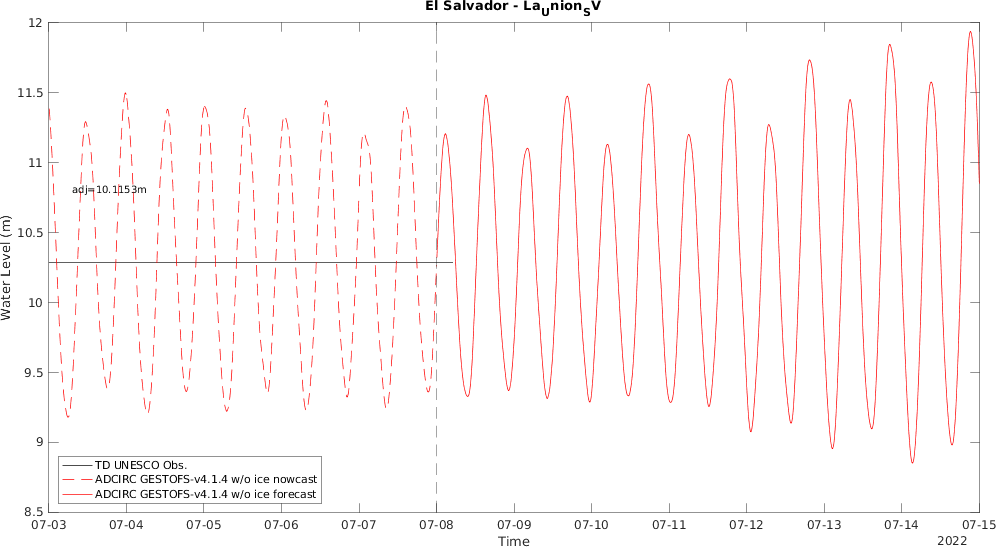 El Salvador - LaUnionSV
12
11.5
11
10.5
10
9.5
9
8.5
Water Level (m)
adj=10.1153m
TD UNESCO Obs.
ADCIRC GESTOFS-v4.1.4 w/o ice nowcast
ADCIRC GESTOFS-v4.1.4 w/o ice forecast
07-03 07-04 07-05 07-06 07-07 07-08 07-09 07-10 07-11 07-12 07-13 07-14 07-15
Time
2022